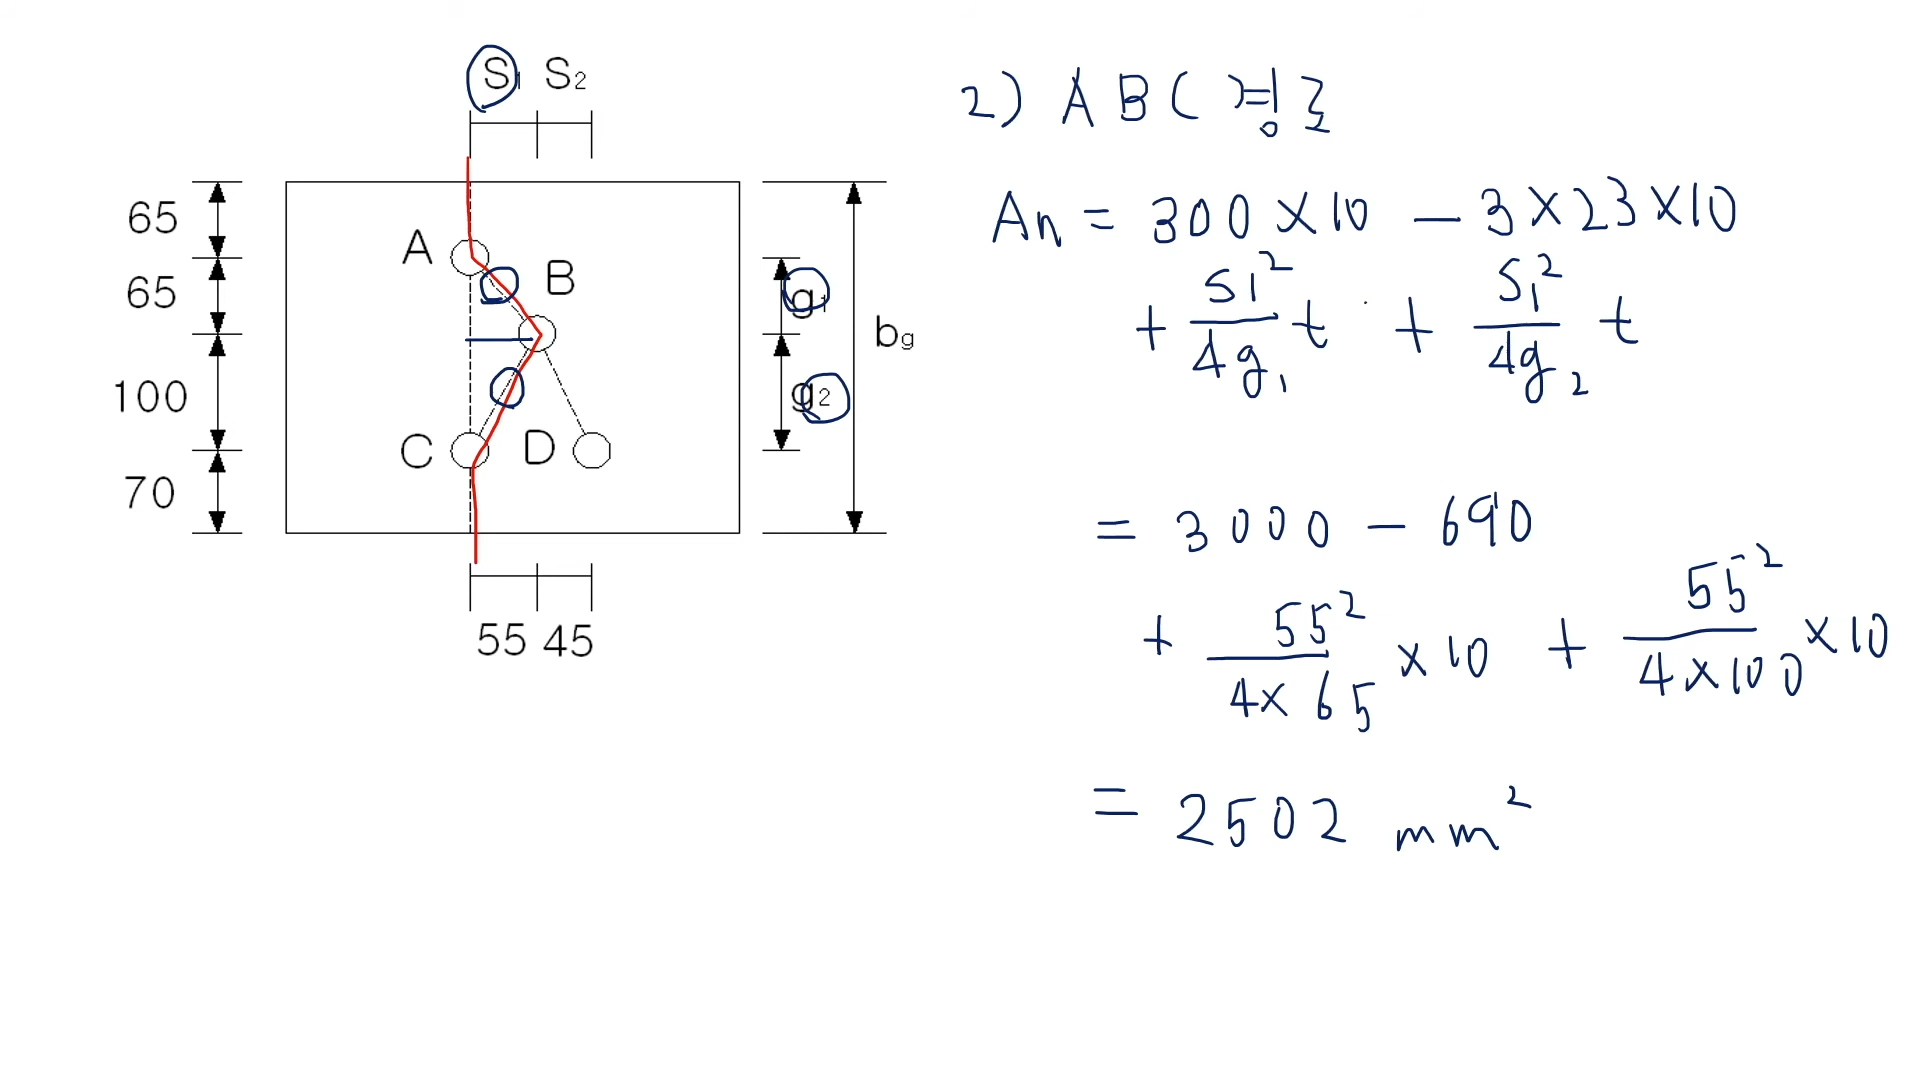 S1 S2
65
65
100
70
A
B
C
D
g1
g2
bg
55 45
2) ABC 경로
An = 300 × 10 − 3 × 23 × 10
+ S1² / 4g1 t + S1² / 4g2 t
= 3000 − 690
+ 55² / 4×65 × 10 + 55² / 4×100 × 10
= 2502 mm²